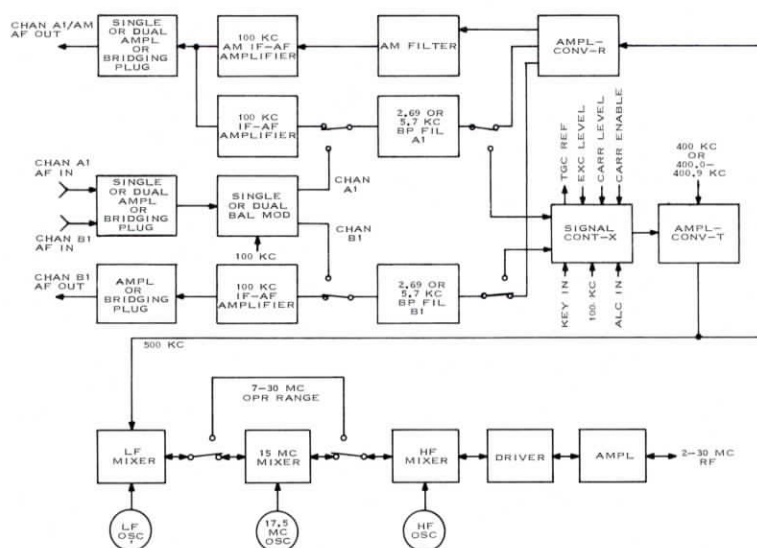 CHAN A1/AM
AF OUT
SINGLE
OR DUAL
AMPL
OR
BRIDGING
PLUG
100 KC
AM IF-AF
AMPLIFIER
AM FILTER
AMPL-
CONV-R
100 KC
IF-AF
AMPLIFIER
2.69 OR
5.7 KC
BP FIL
A1
CHAN A1
AF IN
CHAN B1
AF IN
SINGLE
OR DUAL
AMPL
OR
BRIDGING
PLUG
SINGLE
OR DUAL
BAL MOD
100 KC
CHAN
A1
CHAN
B1
TGC REF
EXC LEVEL
CARR LEVEL
CARR ENABLE
SIGNAL
CONT-X
KEY IN
100 KC
ALC IN
400 KC
OR
400.0-
400.9 KC
AMPL-
CONV-T
CHAN B1
AF OUT
AMPL
OR
BRIDGING
PLUG
100 KC
IF-AF
AMPLIFIER
2.69 OR
5.7 KC
BP FIL
B1
500 KC
7-30 MC
OPR RANGE
LF
MIXER
15 MC
MIXER
HF
MIXER
DRIVER
AMPL
2-30 MC
RF
LF
OSC
17.5
MC
OSC
HF
OSC